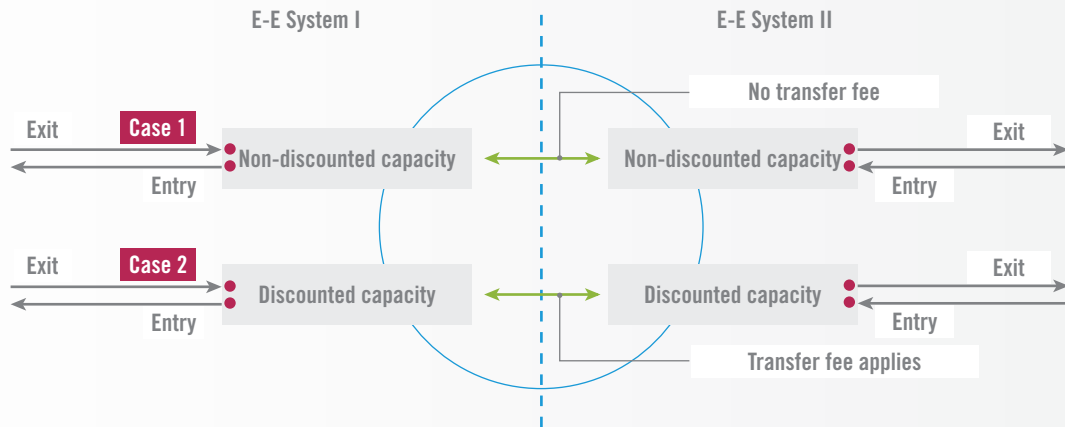 E-E System I
E-E System II
No transfer fee
Exit
Case 1
Exit
Non-discounted capacity
Non-discounted capacity
Entry
Entry
Exit
Case 2
Exit
Discounted capacity
Discounted capacity
Entry
Entry
Transfer fee applies